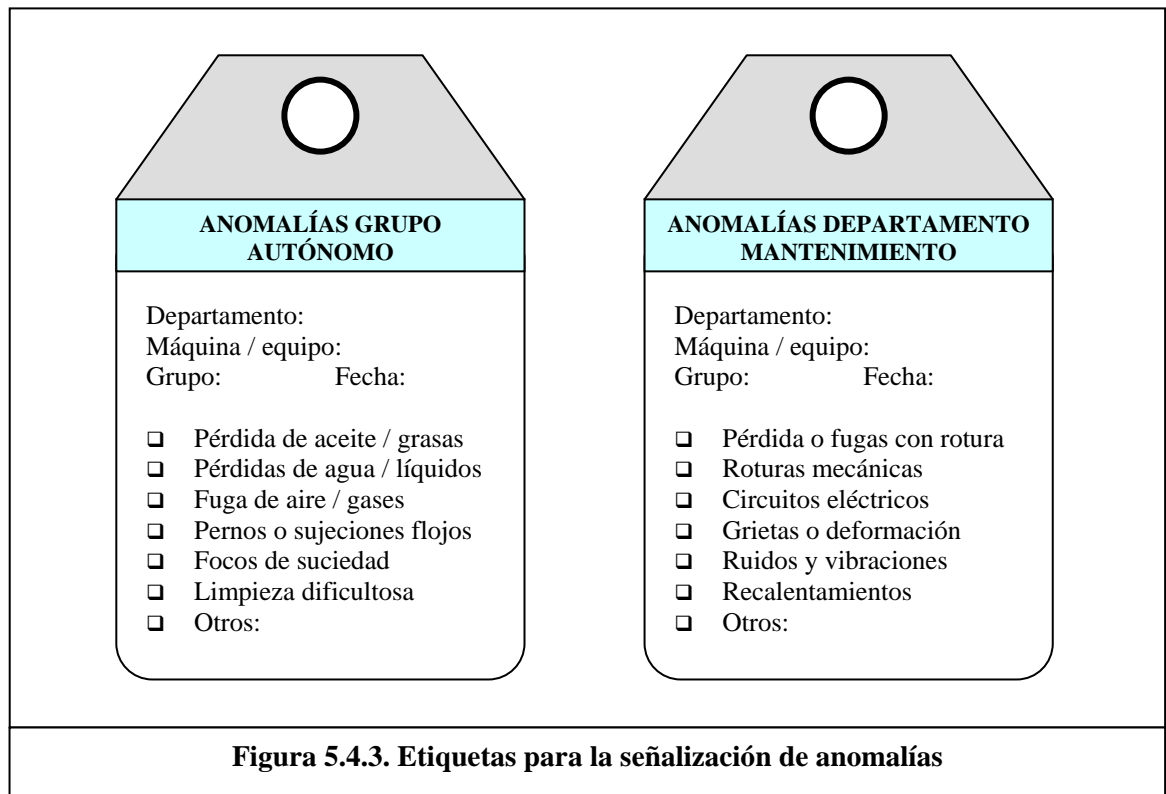 ANOMALÍAS GRUPO
AUTÓNOMO
Departamento:
Máquina / equipo:
Grupo: Fecha:
❑ Pérdida de aceite / grasas
❑ Pérdidas de agua / líquidos
❑ Fuga de aire / gases
❑ Pernos o sujeciones flojos
❑ Focos de suciedad
❑ Limpieza dificultosa
❑ Otros:
ANOMALÍAS DEPARTAMENTO
MANTENIMIENTO
Departamento:
Máquina / equipo:
Grupo: Fecha:
❑ Pérdida o fugas con rotura
❑ Roturas mecánicas
❑ Circuitos eléctricos
❑ Grietas o deformación
❑ Ruidos y vibraciones
❑ Recalentamientos
❑ Otros:
Figura 5.4.3. Etiquetas para la señalización de anomalías